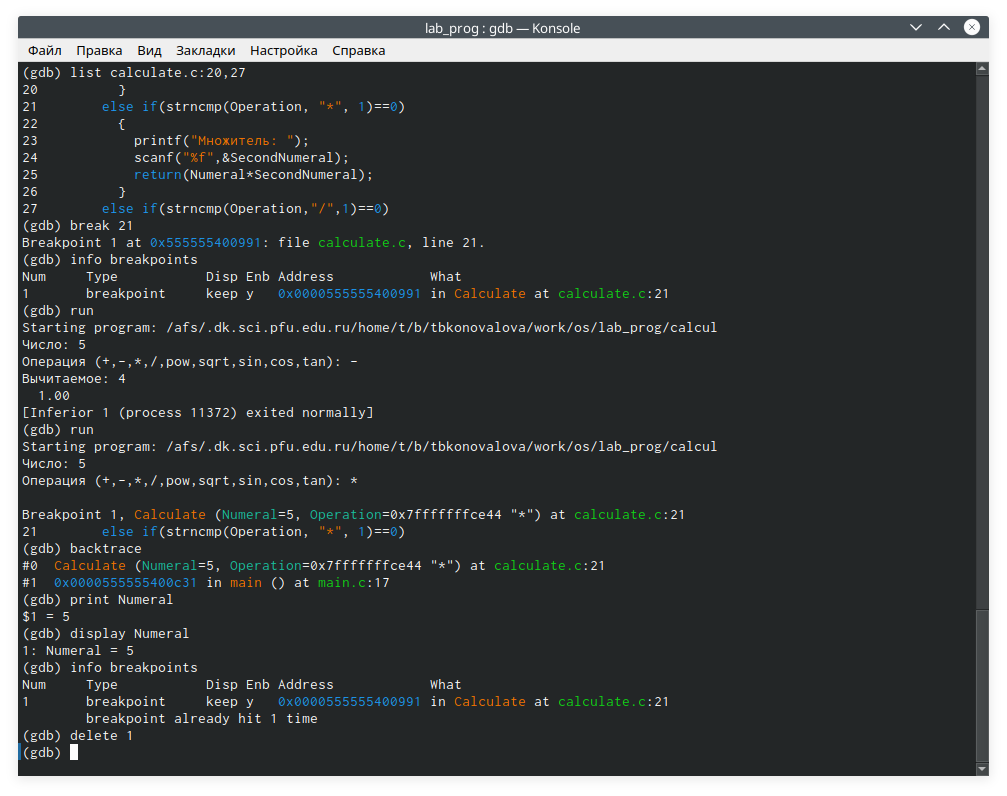 lab_prog : gdb — Konsole
Файл Правка Вид Закладки Настройка Справка
(gdb) list calculate.c:20,27
20          }
21        else if(strncmp(Operation, "*", 1)==0)
22          {
23            printf("Множитель: ");
24            scanf("%f",&SecondNumeral);
25            return(Numeral*SecondNumeral);
26          }
27        else if(strncmp(Operation,"/",1)==0)
(gdb) break 21
Breakpoint 1 at 0x555555400991: file calculate.c, line 21.
(gdb) info breakpoints
Num     Type           Disp Enb Address            What
1       breakpoint     keep y   0x0000555555400991 in Calculate at calculate.c:21
(gdb) run
Starting program: /afs/.dk.sci.pfu.edu.ru/home/t/b/tbkonovalova/work/os/lab_prog/calcul
Число: 5
Операция (+,-,*,/,pow,sqrt,sin,cos,tan): -
Вычитаемое: 4
  1.00
[Inferior 1 (process 11372) exited normally]
(gdb) run
Starting program: /afs/.dk.sci.pfu.edu.ru/home/t/b/tbkonovalova/work/os/lab_prog/calcul
Число: 5
Операция (+,-,*,/,pow,sqrt,sin,cos,tan): *

Breakpoint 1, Calculate (Numeral=5, Operation=0x7fffffffce44 "*") at calculate.c:21
21        else if(strncmp(Operation, "*", 1)==0)
(gdb) backtrace
#0  Calculate (Numeral=5, Operation=0x7fffffffce44 "*") at calculate.c:21
#1  0x0000555555400c31 in main () at main.c:17
(gdb) print Numeral
$1 = 5
(gdb) display Numeral
1: Numeral = 5
(gdb) info breakpoints
Num     Type           Disp Enb Address            What
1       breakpoint     keep y   0x0000555555400991 in Calculate at calculate.c:21
        breakpoint already hit 1 time
(gdb) delete 1
(gdb)